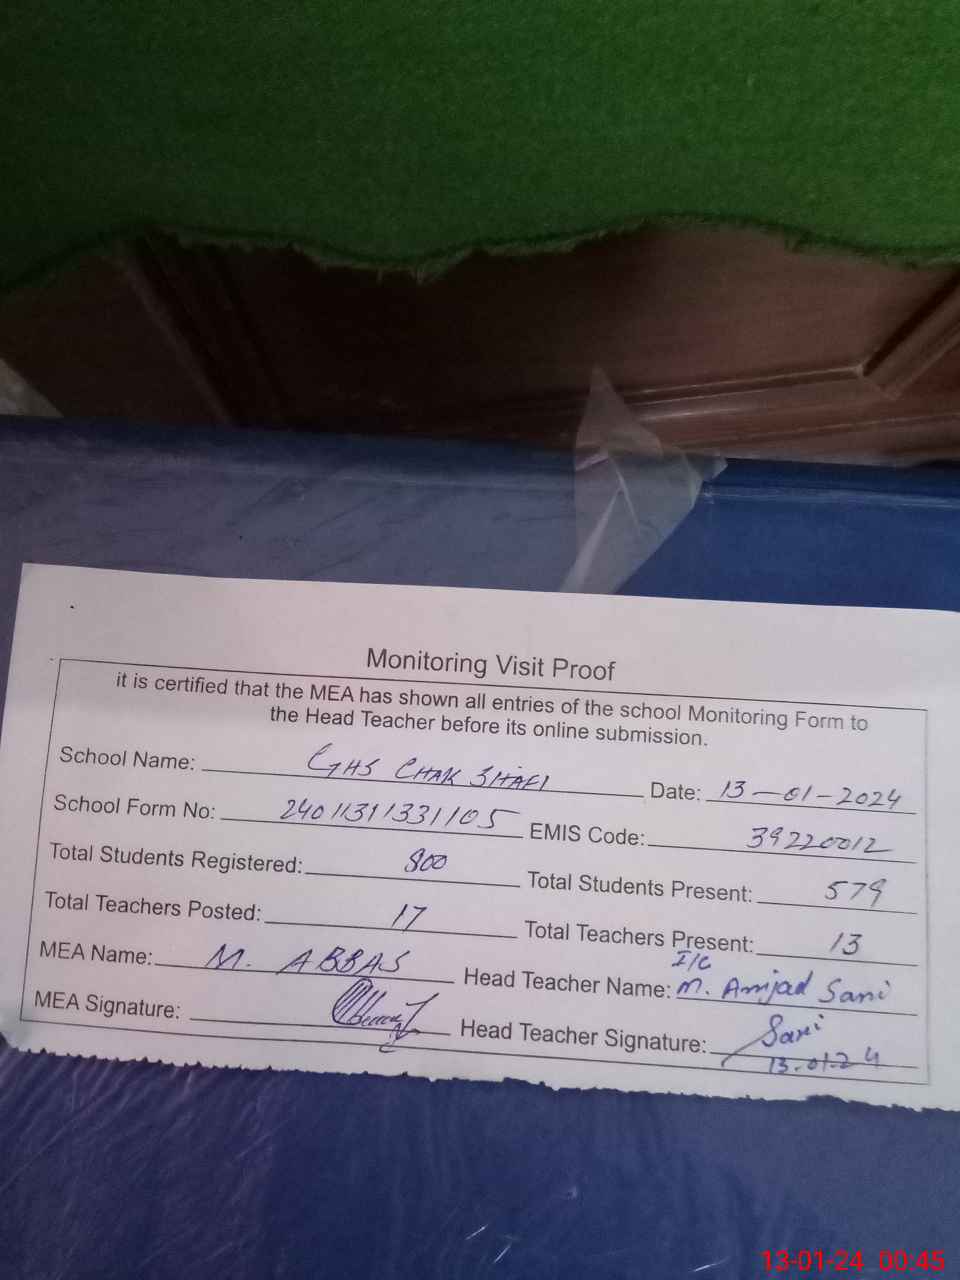 Monitoring Visit Proof
it is certified that the MEA has shown all entries of the school Monitoring Form to
the Head Teacher before its online submission.
School Name: GHS CHAK SHAFI Date: 13-01-2024
School Form No: 24011311331105 EMIS Code: 39220012
Total Students Registered: 800 Total Students Present: 579
Total Teachers Posted: 17 Total Teachers Present: 13
I/C
MEA Name: M. ABBAS Head Teacher Name: M. Amjad Sani
MEA Signature: Head Teacher Signature: Sani
13-01-24
13-01-24 00:45